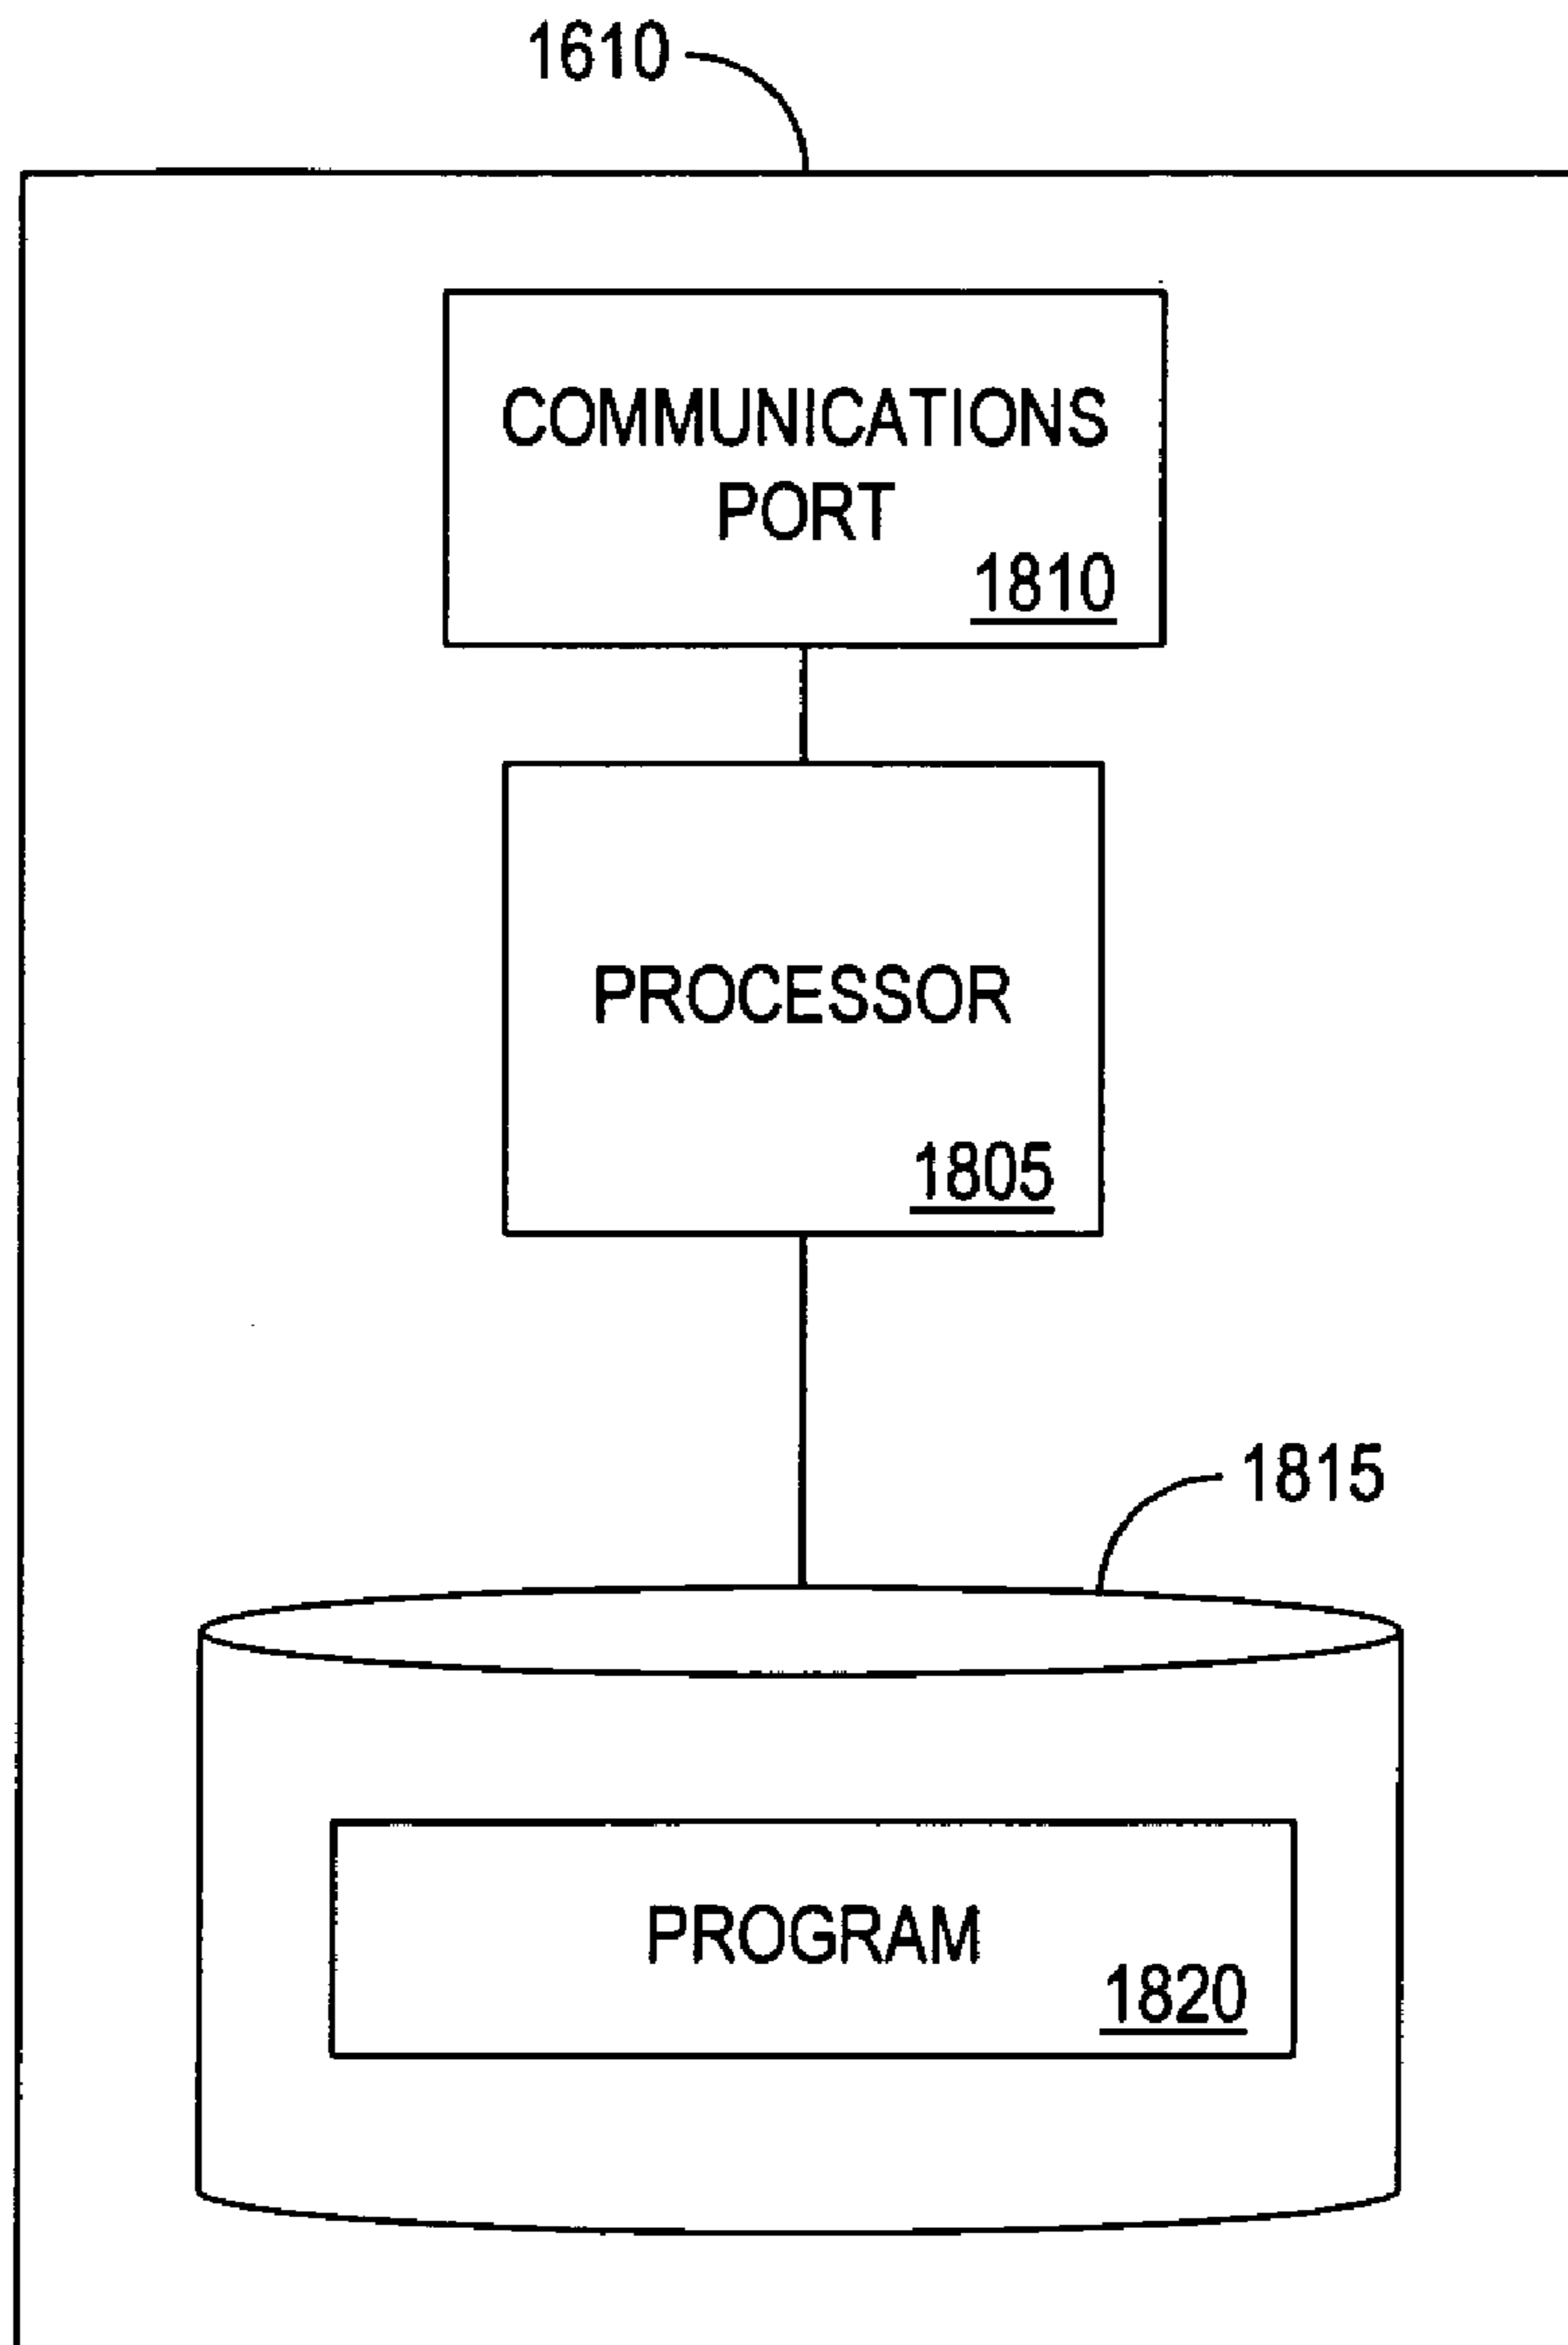 1610
COMMUNICATIONS
PORT
1810
PROCESSOR
1805
1815
PROGRAM
1820